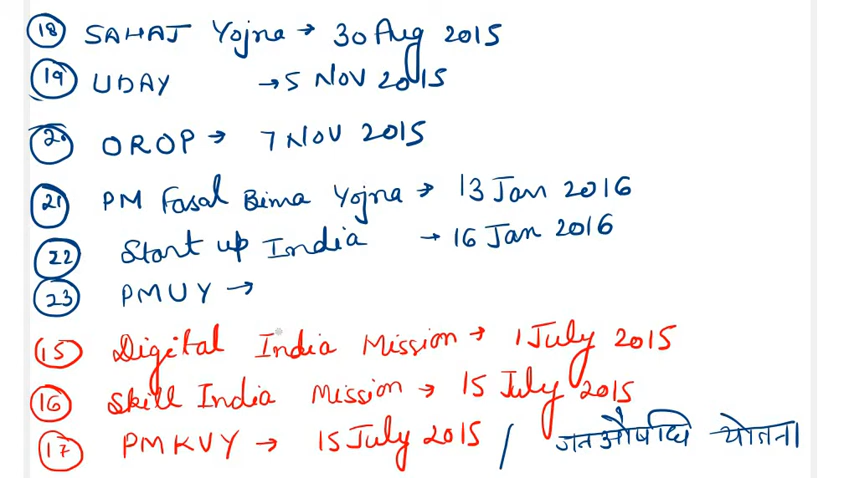 18 SAHAJ Yojna → 30 Aug 2015
19 UDAY → 5 Nov 2015
20 OROP → 7 Nov 2015
21 PM Fasal Bima Yojna → 13 Jan 2016
22 Start up India → 16 Jan 2016
23 PMUY →
15 Digital India Mission → 1 July 2015
16 Skill India Mission → 15 July 2015
17 PMKVY → 15 July 2015 / जनऔषधि योजना